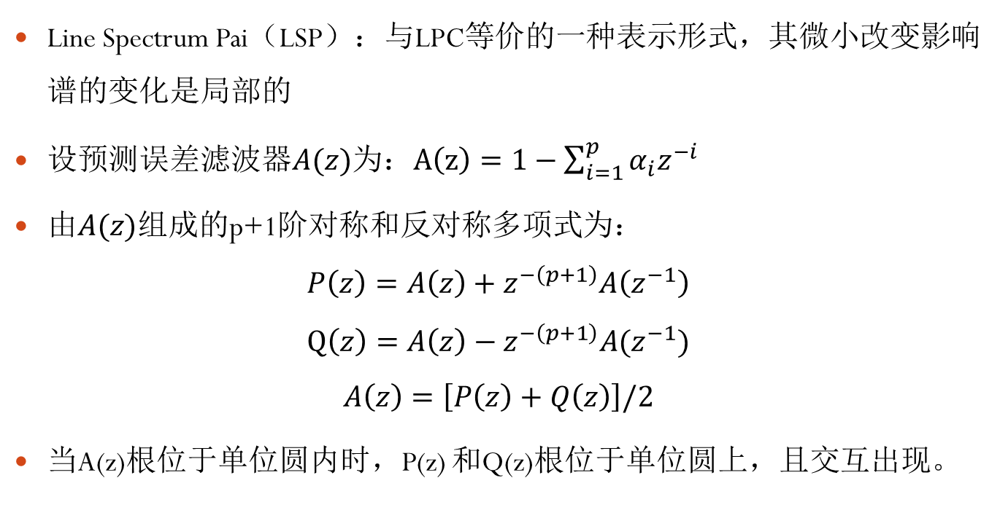 • Line Spectrum Pai（LSP）：与LPC等价的一种表示形式，其微小改变影响
谱的变化是局部的
• 设预测误差滤波器A(z)为：A(z) = 1 − ∑_{i=1}^{p} α_i z^{−i}
• 由A(z)组成的p+1阶对称和反对称多项式为：
P(z) = A(z) + z^{−(p+1)}A(z^{−1})
Q(z) = A(z) − z^{−(p+1)}A(z^{−1})
A(z) = [P(z) + Q(z)]/2
• 当A(z)根位于单位圆内时，P(z) 和Q(z)根位于单位圆上，且交互出现。